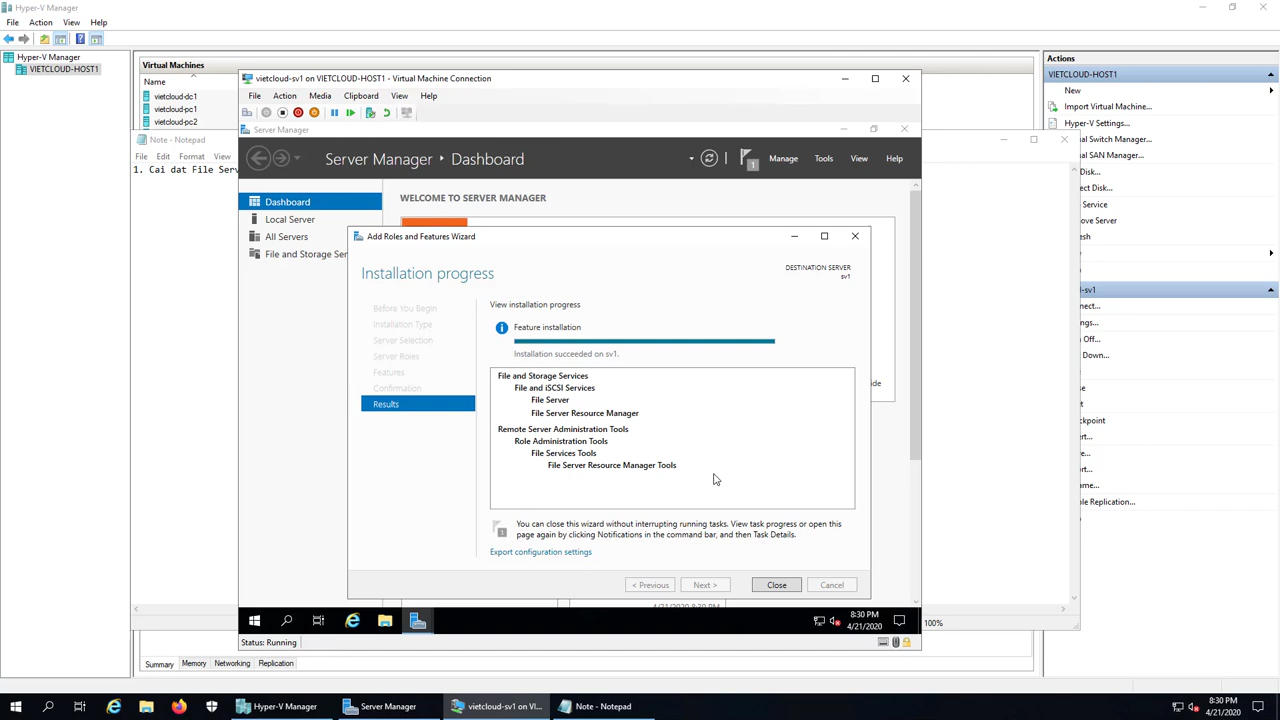 Hyper-V Manager
File Action View Help
Hyper-V Manager
VIETCLOUD-HOST1
Virtual Machines
Name
vietcloud-dc1
vietcloud-pc1
vietcloud-pc2
Actions
VIETCLOUD-HOST1
New
Import Virtual Machine...
Hyper-V Settings...
Virtual Switch Manager...
Virtual SAN Manager...
Disk...
Service
Server
Note - Notepad
File Edit Format View
1. Cai dat File Serv
vietcloud-sv1 on VIETCLOUD-HOST1 - Virtual Machine Connection
File Action Media Clipboard View Help
Server Manager
Server Manager • Dashboard
1
Manage Tools View Help
Dashboard
Local Server
All Servers
File and Storage Ser
WELCOME TO SERVER MANAGER
Add Roles and Features Wizard
Installation progress
DESTINATION SERVER
sv1
Before You Begin
Installation Type
Server Selection
Server Roles
Features
Confirmation
Results
View installation progress
Feature installation
Installation succeeded on sv1.
File and Storage Services
File and iSCSI Services
File Server
File Server Resource Manager
Remote Server Administration Tools
Role Administration Tools
File Services Tools
File Server Resource Manager Tools
1
You can close this wizard without interrupting running tasks. View task progress or open this
page again by clicking Notifications in the command bar, and then Task Details.
Export configuration settings
< Previous Next > Close Cancel
8:30 PM
4/21/2020
Status: Running
100%
Summary Memory Networking Replication
Hyper-V Manager
Server Manager
vietcloud-sv1 on VI...
Note - Notepad
8:30 PM
4/21/2020